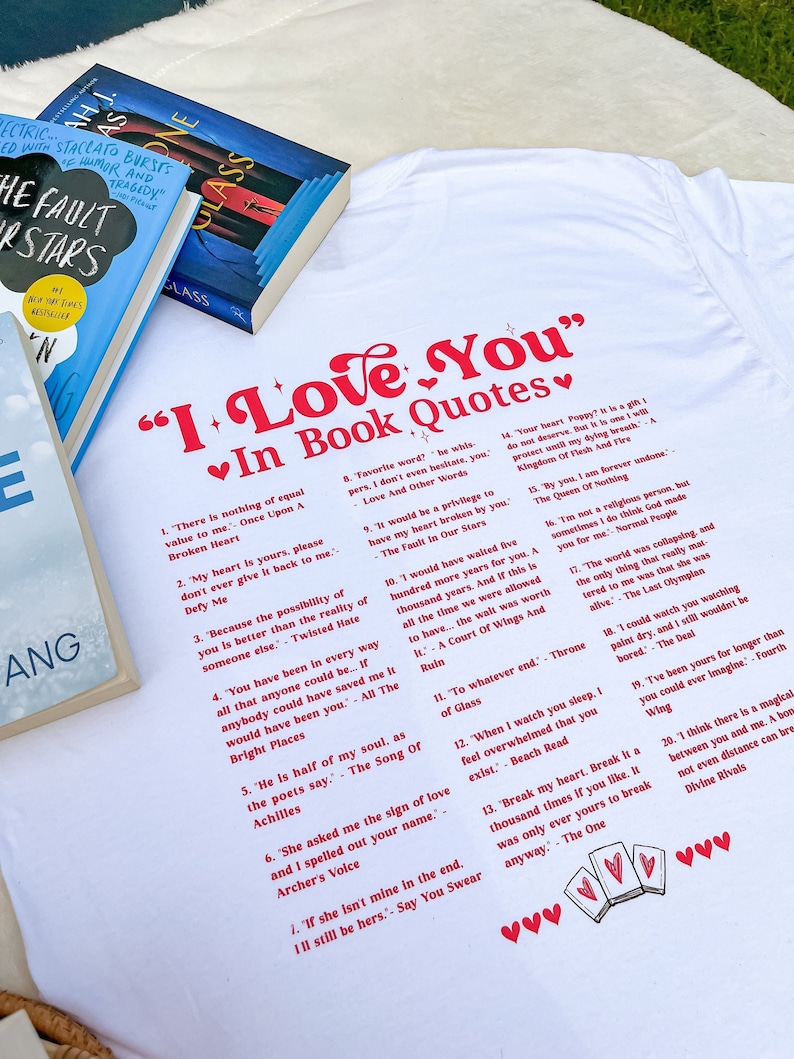 BESTSELLING AUTHOR
AH J.
AS
ONE
GLASS
GLASS
ECTRIC...
ED WITH STACCATO BURSTS
OF HUMOR AND
TRAGEDY."
-JODI PICOULT
THE FAULT
STARS
#1
NEW YORK TIMES
BESTSELLER
N
E
ANG
"I Love You"
In Book Quotes
1. "There is nothing of equal
value to me."- Once Upon A
Broken Heart
2. "My heart is yours, please
don't ever give it back to me."-
Defy Me
3. "Because the possibility of
you is better than the reality of
someone else." - Twisted Hate
4. "You have been in every way
all that anyone could be... If
anybody could have saved me it
would have been you." - All The
Bright Places
5. "He is half of my soul, as
the poets say." - The Song Of
Achilles
6. "She asked me the sign of love
and I spelled out your name." -
Archer's Voice
7. "If she isn't mine in the end,
I'll still be hers."- Say You Swear
8. "Favorite word? " he whis-
pers. I don't even hesitate, you."
- Love And Other Words
9. "It would be a privilege to
have my heart broken by you."
- The Fault In Our Stars
10. "I would have waited five
hundred more years for you. A
thousand years. And if this is
all the time we were allowed
to have... the wait was worth
it." - A Court Of Wings And
Ruin
11. "To whatever end." - Throne
of Glass
12. "When I watch you sleep, I
feel overwhelmed that you
exist." - Beach Read
13. "Break my heart. Break it a
thousand times if you like. It
was only ever yours to break
anyway." - The One
14. "Your heart, Poppy? It is a gift I
do not deserve. But it is one I will
protect until my dying breath." - A
Kingdom Of Flesh And Fire
15. "By you, I am forever undone." -
The Queen Of Nothing
16. "I'm not a religious person, but
sometimes I do think God made
you for me."- Normal People
17. "The world was collapsing, and
the only thing that really mat-
tered to me was that she was
alive." - The Last Olympian
18. "I could watch you watching
paint dry, and I still wouldn't be
bored." - The Deal
19. "I've been yours for longer than
you could ever imagine." - Fourth
Wing
20. "I think there is a magical
between you and me. A bon
not even distance can bre
Divine Rivals